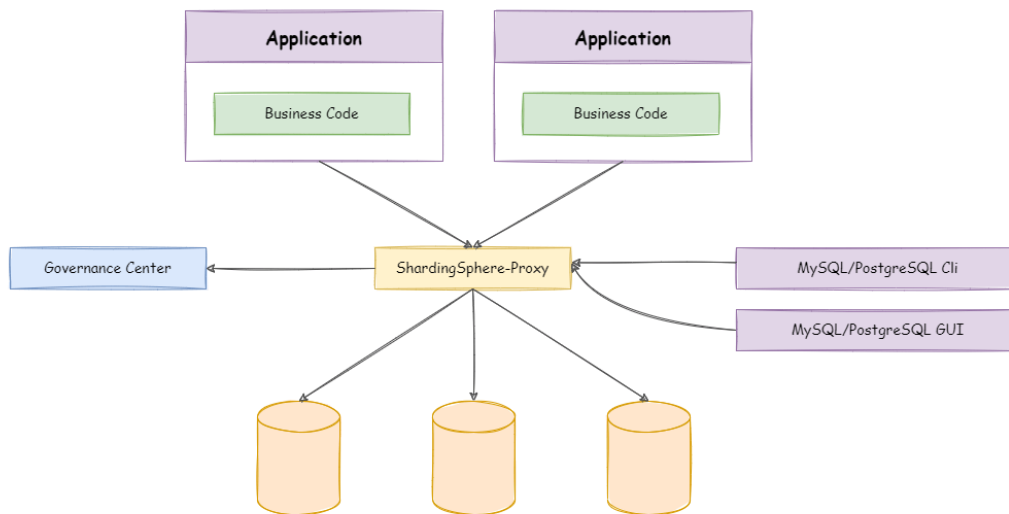 Application
Application
Business Code
Business Code
Governance Center
ShardingSphere-Proxy
MySQL/PostgreSQL Cli
MySQL/PostgreSQL GUI